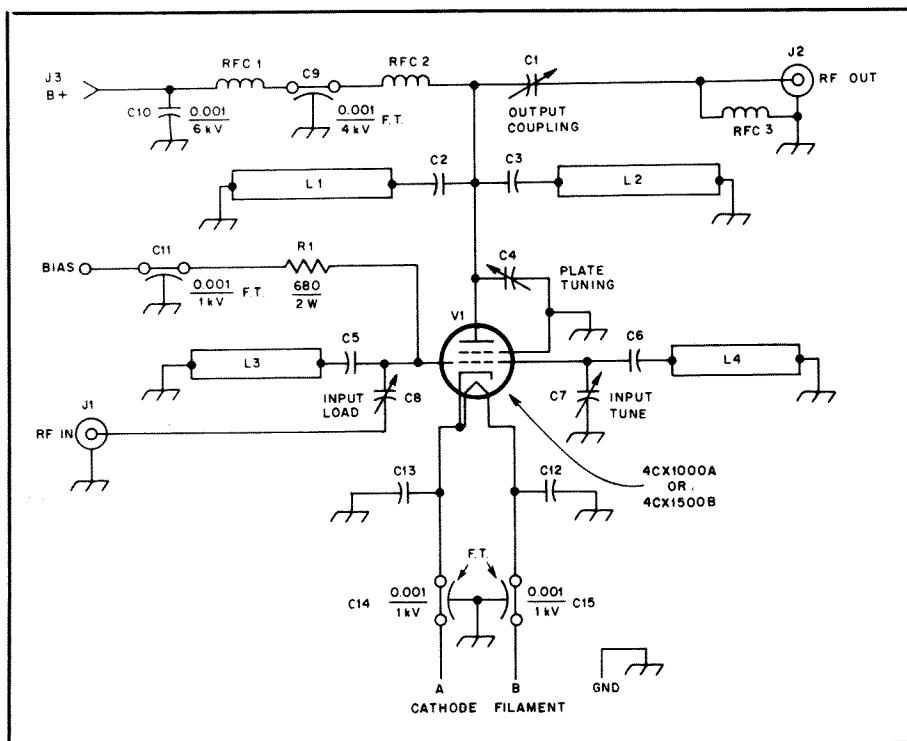 J3
B+
RFC 1
C9
RFC 2
C1
J2
RF OUT
C10
0.001
6 kV
0.001
4 kV
F.T.
OUTPUT
COUPLING
RFC 3
L1
C2
C3
L2
BIAS
C11
0.001
1 kV
F.T.
R1
680
2 W
C4
PLATE
TUNING
V1
L3
C5
C6
L4
INPUT
LOAD
C8
C7
INPUT
TUNE
J1
RF IN
4CX1000A
OR
4CX1500B
C13
C12
F.T.
C14
0.001
1 kV
0.001
1 kV
C15
A
B
CATHODE
FILAMENT
GND